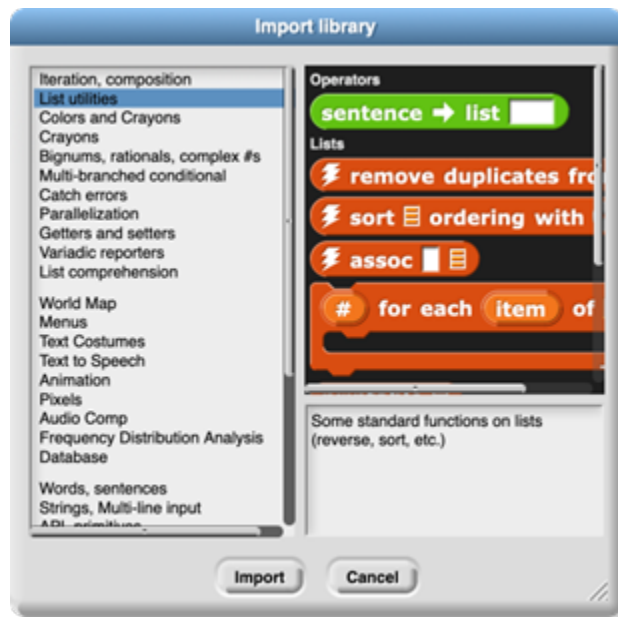 Import library
Iteration, composition
List utilities
Colors and Crayons
Crayons
Bignums, rationals, complex #s
Multi-branched conditional
Catch errors
Parallelization
Getters and setters
Variadic reporters
List comprehension
World Map
Menus
Text Costumes
Text to Speech
Animation
Pixels
Audio Comp
Frequency Distribution Analysis
Database
Words, sentences
Strings, Multi-line input
Operators
sentence ➔ list
Lists
remove duplicates
sort ordering with
assoc
# for each item of
Some standard functions on lists
(reverse, sort, etc.)
Import
Cancel